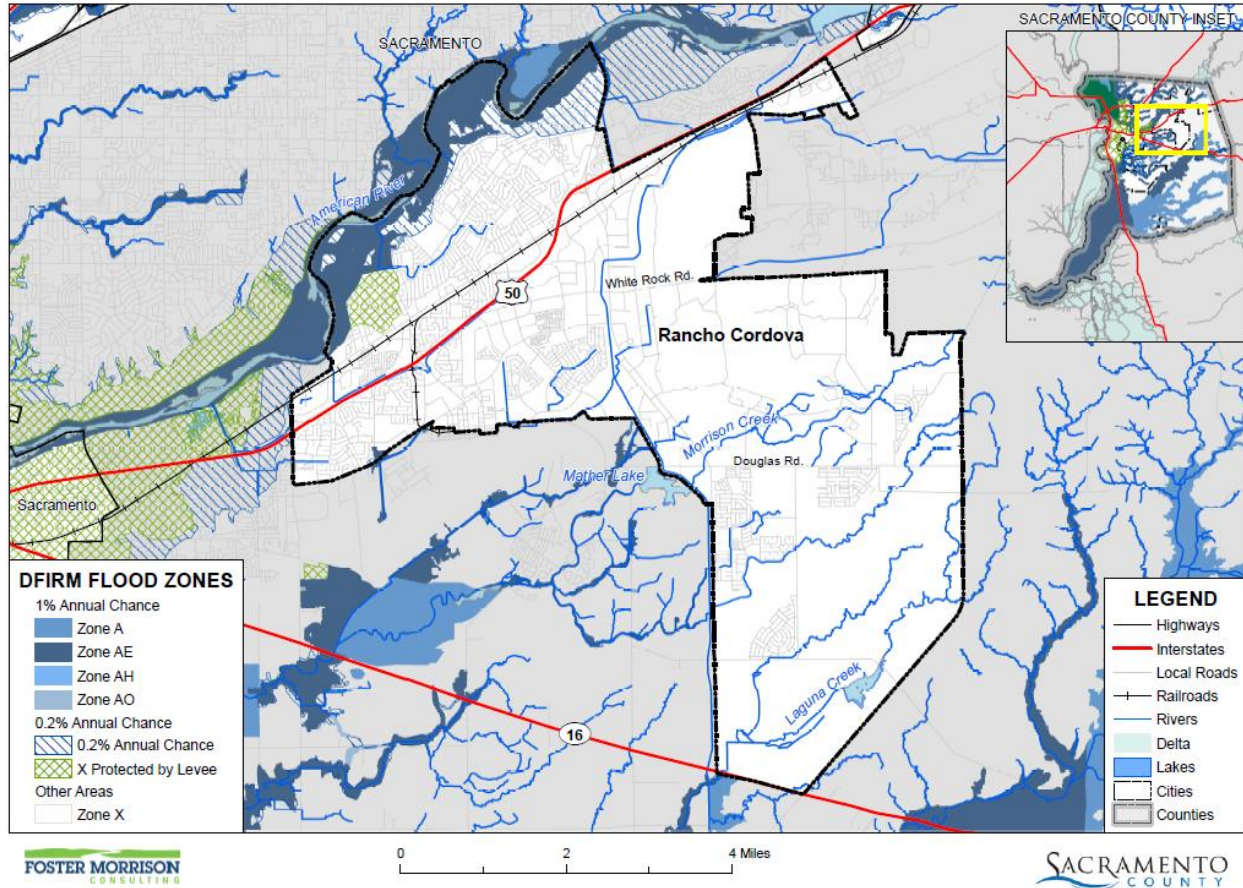 SACRAMENTO
SACRAMENTO COUNTY INSET
American River
50
White Rock Rd.
Rancho Cordova
Morrison Creek
Douglas Rd.
Mather Lake
Sacramento
Laguna Creek
16
DFIRM FLOOD ZONES
1% Annual Chance
Zone A
Zone AE
Zone AH
Zone AO
0.2% Annual Chance
0.2% Annual Chance
X Protected by Levee
Other Areas
Zone X
LEGEND
Highways
Interstates
Local Roads
Railroads
Rivers
Delta
Lakes
Cities
Counties
FOSTER MORRISON
CONSULTING
0 2 4 Miles
SACRAMENTO
COUNTY